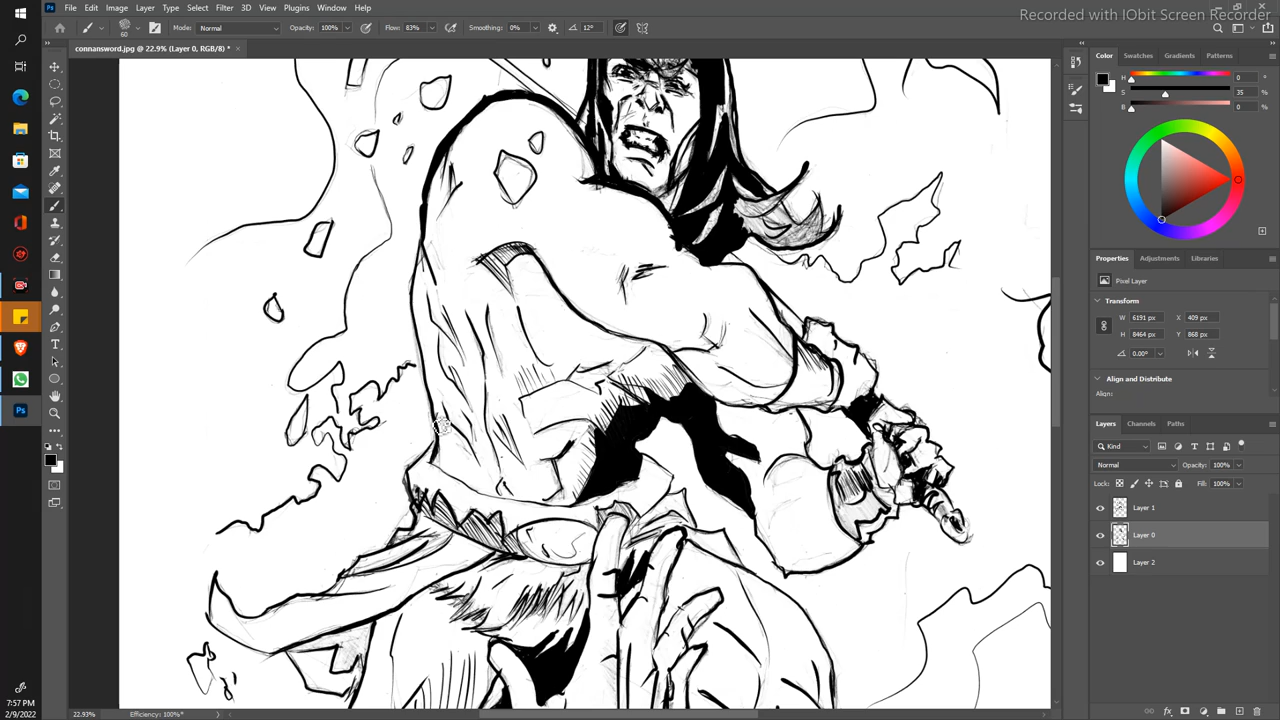 Recorded with IObit Screen Recorder
Ps File Edit Image Layer Type Select Filter 3D View Plugins Window Help
60 Mode: Normal Opacity: 100% Flow: 83% Smoothing: 0% 12°
connansword.jpg @ 22.9% (Layer 0, RGB/8) * ×
Color Swatches Gradients Patterns
H 0 °
S 35 %
B 0 %
Properties Adjustments Libraries
Pixel Layer
Transform
W 6191 px X 409 px
H 8464 px Y 868 px
0.00°
Align and Distribute
Align:
Layers Channels Paths
Kind
Normal Opacity: 100%
Lock: Fill: 100%
Layer 1
Layer 0
Layer 2
Ps
7:57 PM
2/9/2022
22.93% Efficiency: 100%*
fx